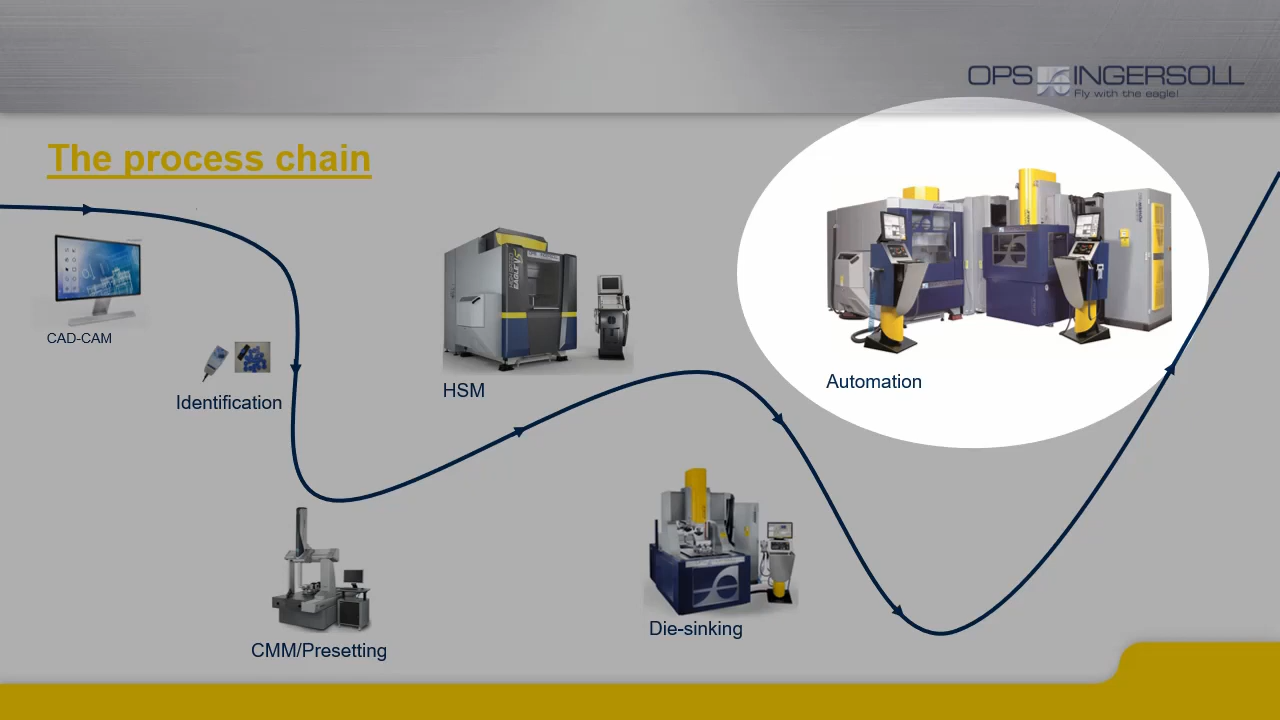 OPS INGERSOLL
Fly with the eagle!
The process chain
CAD-CAM
Identification
HSM
Automation
CMM/Presetting
Die-sinking